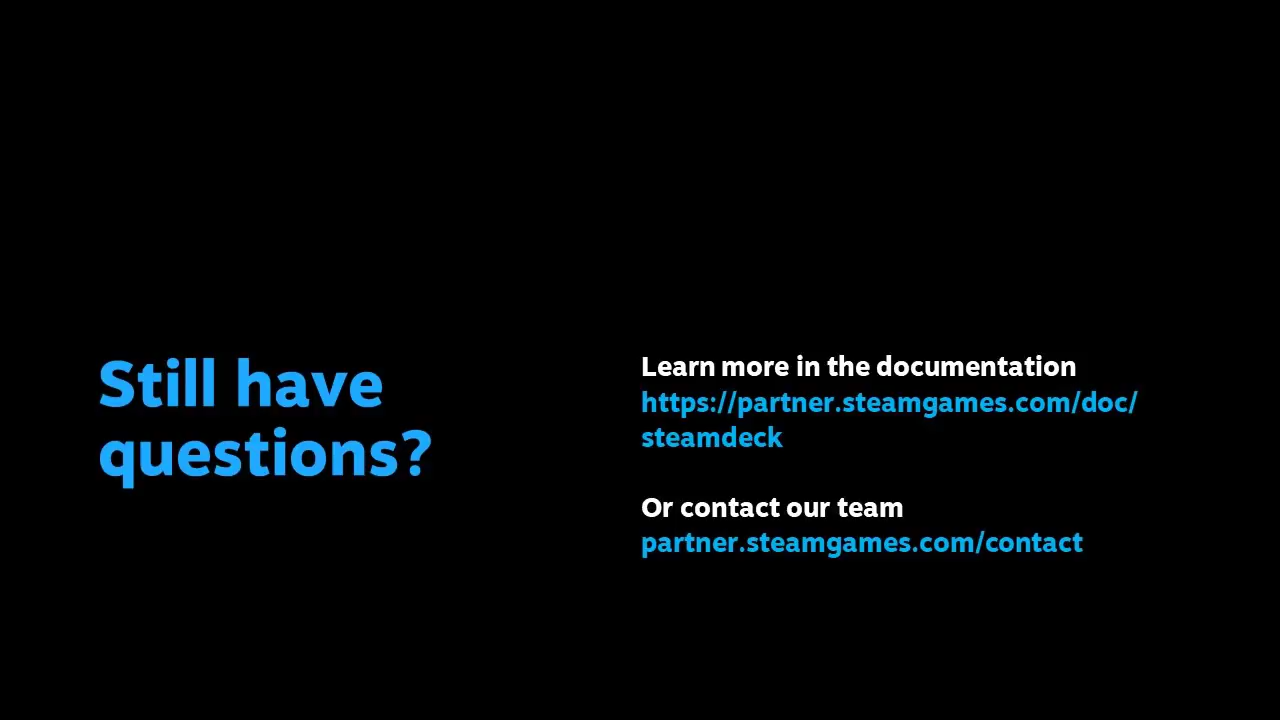 Still have
questions?
Learn more in the documentation
https://partner.steamgames.com/doc/
steamdeck
Or contact our team
partner.steamgames.com/contact